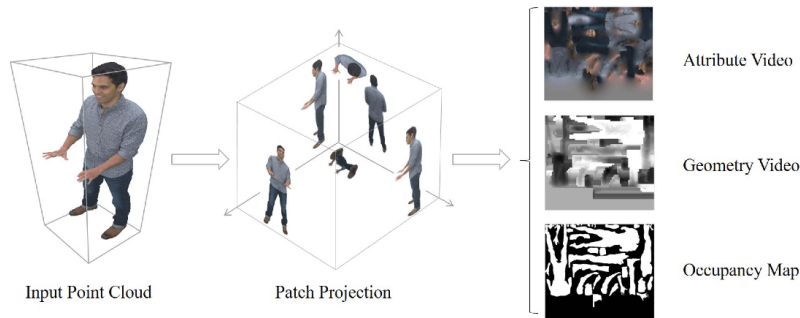 Attribute Video
Geometry Video
Occupancy Map
Input Point Cloud
Patch Projection